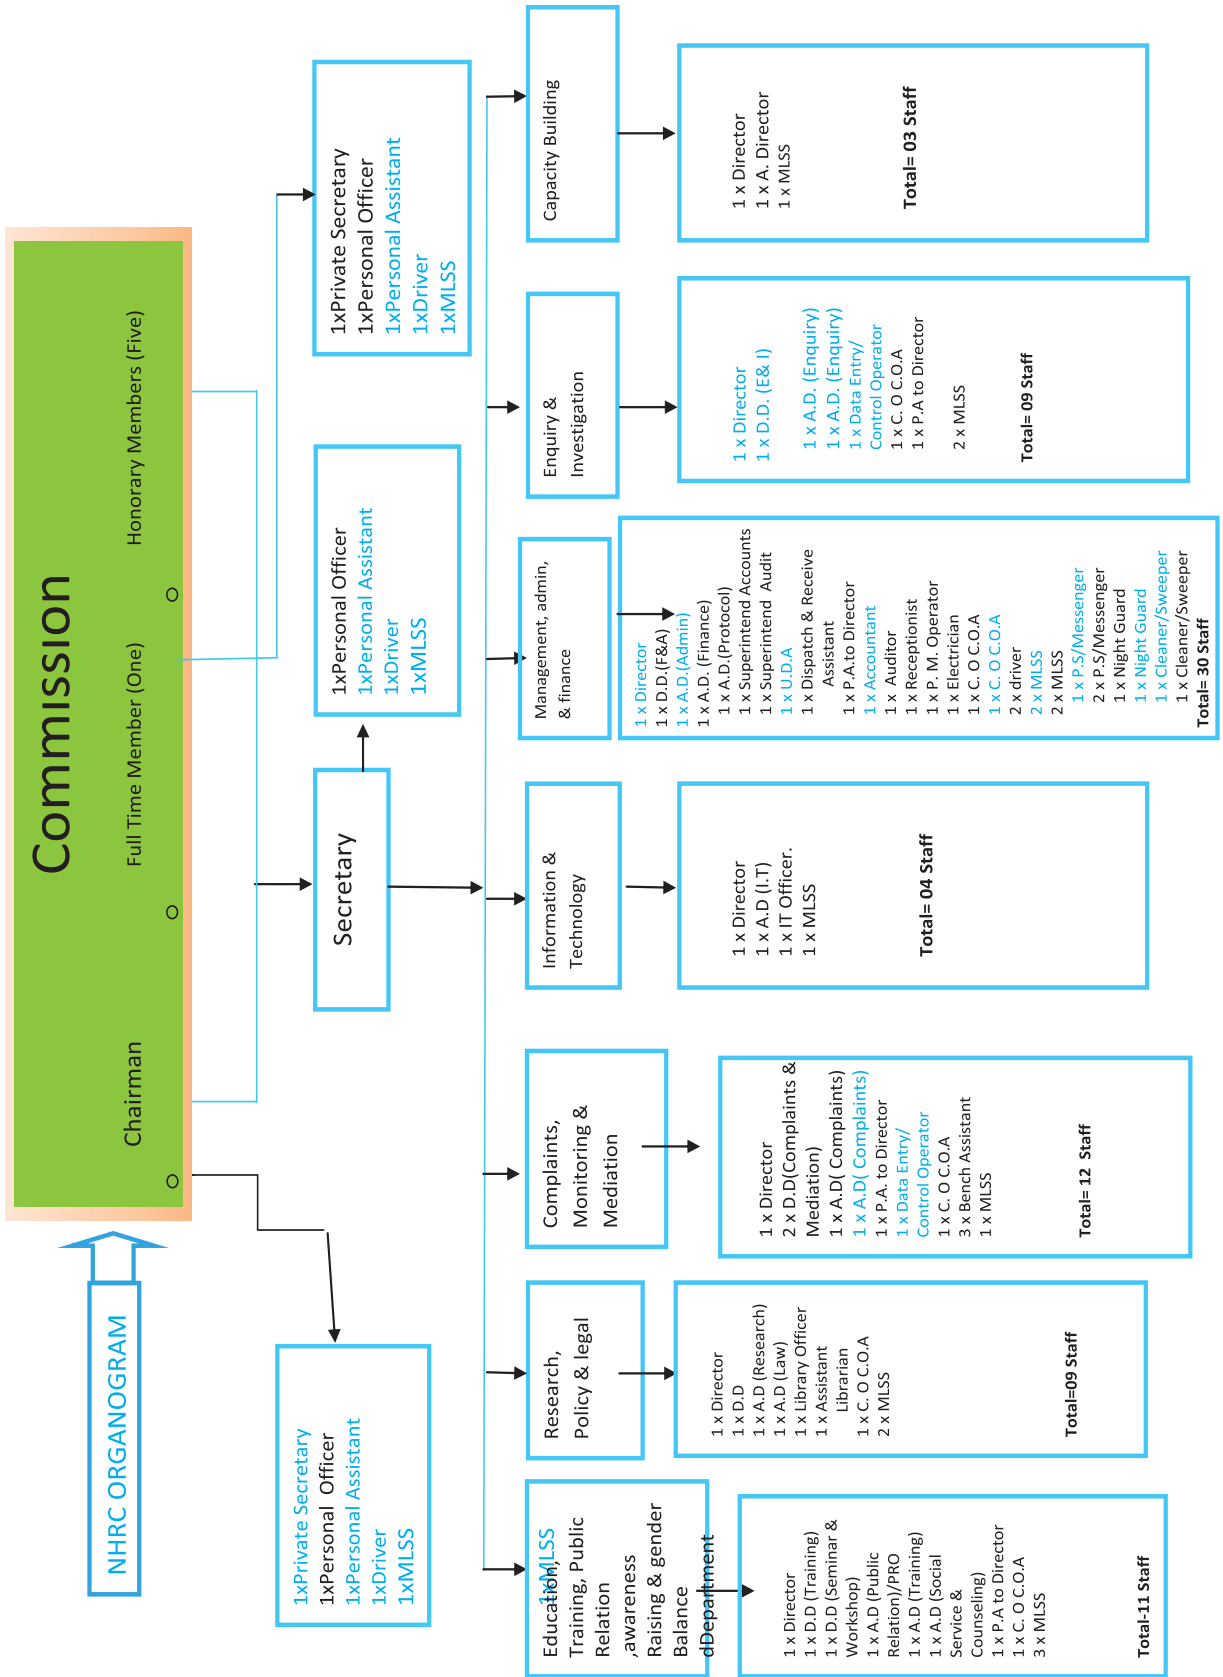 NHRC ORGANOGRAM
Commission
Chairman
Full Time Member (One)
Honorary Members (Five)
1xPrivate Secretary
1xPersonal Officer
1xPersonal Assistant
1xDriver
1xMLSS
Secretary
1xPersonal Officer
1xPersonal Assistant
1xDriver
1xMLSS
1xPrivate Secretary
1xPersonal Officer
1xPersonal Assistant
1xDriver
1xMLSS
1xMLSS
Education,
Training, Public
Relation
,awareness
Raising & gender
Balance
dDepartment
Research,
Policy & legal
Complaints,
Monitoring &
Mediation
Information &
Technology
Management, admin,
& finance
Enquiry &
Investigation
Capacity Building
1 x Director
1 x D.D (Training)
1 x D.D (Seminar &
Workshop)
1 x A.D (Public
Relation)/PRO
1 x A.D (Training)
1 x A.D (Social
Service &
Counseling)
1 x P.A to Director
1 x C. O C.O.A
3 x MLSS
Total-11 Staff
1 x Director
1 x D.D
1 x A.D (Research)
1 x A.D (Law)
1 x Library Officer
1 x Assistant
Librarian
1 x C. O C.O.A
2 x MLSS
Total=09 Staff
1 x Director
2 x D.D(Complaints &
Mediation)
1 x A.D( Complaints)
1 x A.D( Complaints)
1 x P.A. to Director
1 x Data Entry/
Control Operator
1 x C. O C.O.A
3 x Bench Assistant
1 x MLSS
Total= 12 Staff
1 x Director
1 x A.D (I.T)
1 x IT Officer.
1 x MLSS
Total= 04 Staff
1 x Director
1 x D.D.(F&A)
1 x A.D.(Admin)
1 x A.D. (Finance)
1 x A.D.(Protocol)
1 x Superintend Accounts
1 x Superintend Audit
1 x U.D.A
1 x Dispatch & Receive
Assistant
1 x P.A.to Director
1 x Accountant
1 x Auditor
1 x Receptionist
1 x P. M. Operator
1 x Electrician
1 x C. O C.O.A
1 x C. O C.O.A
2 x driver
2 x MLSS
2 x MLSS
1 x P.S/Messenger
2 x P.S/Messenger
1 x Night Guard
1 x Night Guard
1 x Cleaner/Sweeper
1 x Cleaner/Sweeper
Total= 30 Staff
1 x Director
1 x D.D. (E& I)
1 x A.D. (Enquiry)
1 x A.D. (Enquiry)
1 x Data Entry/
Control Operator
1 x C. O C.O.A
1 x P.A to Director
2 x MLSS
Total= 09 Staff
1 x Director
1 x A. Director
1 x MLSS
Total= 03 Staff